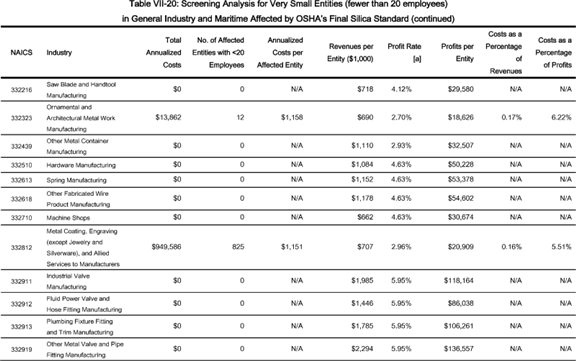 Table VII-20: Screening Analysis for Very Small Entities (fewer than 20 employees)
in General Industry and Maritime Affected by OSHA's Final Silica Standard (continued)
NAICS Industry Total Annualized Costs No. of Affected Entities with <20 Employees Annualized Costs per Affected Entity Revenues per Entity ($1,000) Profit Rate [a] Profits per Entity Costs as a Percentage of Revenues Costs as a Percentage of Profits
332216 Saw Blade and Handtool Manufacturing $0 0 N/A $718 4.12% $29,580 N/A N/A
332323 Ornamental and Architectural Metal Work Manufacturing $13,862 12 $1,158 $690 2.70% $18,626 0.17% 6.22%
332439 Other Metal Container Manufacturing $0 0 N/A $1,110 2.93% $32,507 N/A N/A
332510 Hardware Manufacturing $0 0 N/A $1,084 4.63% $50,228 N/A N/A
332613 Spring Manufacturing $0 0 N/A $1,152 4.63% $53,378 N/A N/A
332618 Other Fabricated Wire Product Manufacturing $0 0 N/A $1,178 4.63% $54,602 N/A N/A
332710 Machine Shops $0 0 N/A $662 4.63% $30,674 N/A N/A
332812 Metal Coating, Engraving (except Jewelry and Silverware), and Allied Services to Manufacturers $949,586 825 $1,151 $707 2.96% $20,909 0.16% 5.51%
332911 Industrial Valve Manufacturing $0 0 N/A $1,985 5.95% $118,164 N/A N/A
332912 Fluid Power Valve and Hose Fitting Manufacturing $0 0 N/A $1,446 5.95% $86,038 N/A N/A
332913 Plumbing Fixture Fitting and Trim Manufacturing $0 0 N/A $1,785 5.95% $106,261 N/A N/A
332919 Other Metal Valve and Pipe Fitting Manufacturing $0 0 N/A $2,294 5.95% $136,557 N/A N/A